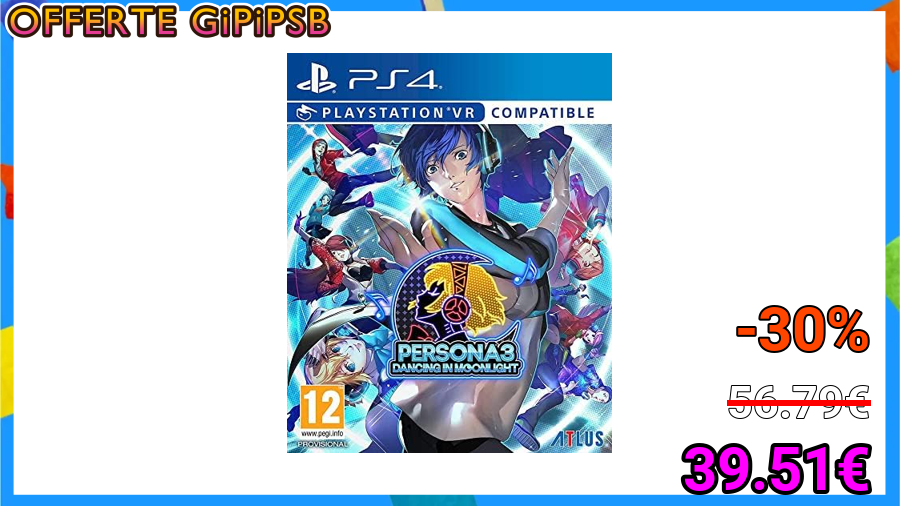 OFFERTE GiPiPSB
PS4
PLAYSTATION®VR COMPATIBLE
PERSONA3
DANCING IN MOONLIGHT
12
www.pegi.info
PROVISIONAL
ATLUS
-30%
56.79€
39.51€